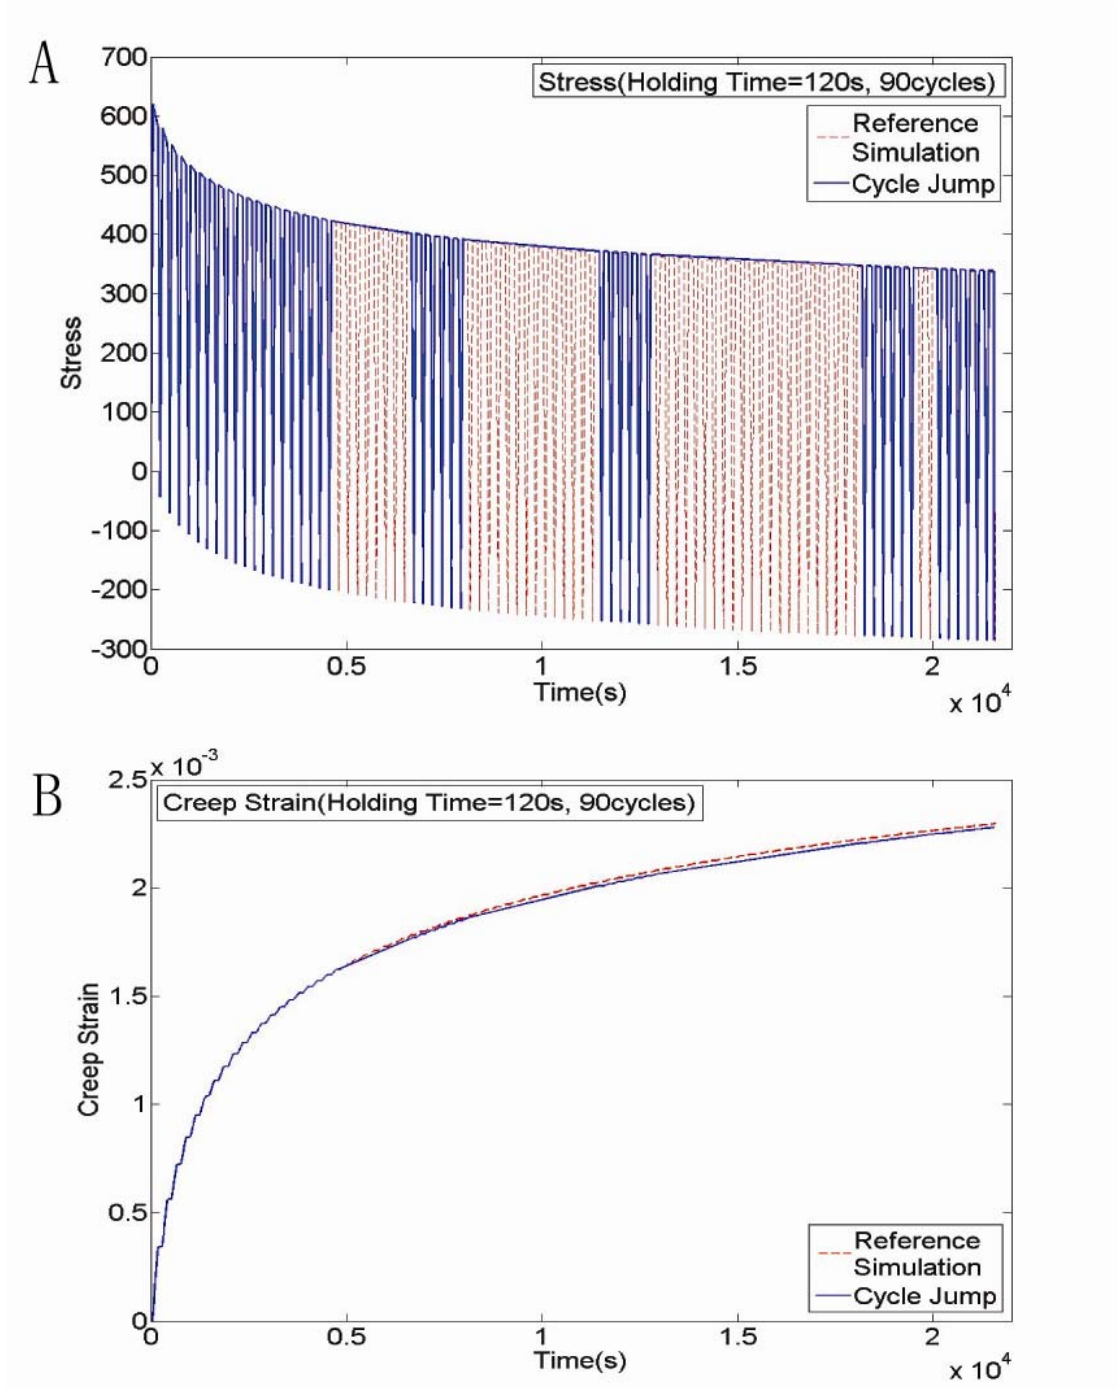 A
700
600
500
400
300
200
100
0
-100
-200
-300
Stress
Stress(Holding Time=120s, 90cycles)
Reference
Simulation
Cycle Jump
0
0.5
1
1.5
2
Time(s)
x 10^4
B
x 10^-3
2.5
2
1.5
1
0.5
0
Creep Strain
Creep Strain(Holding Time=120s, 90cycles)
Reference
Simulation
Cycle Jump
0
0.5
1
1.5
2
Time(s)
x 10^4